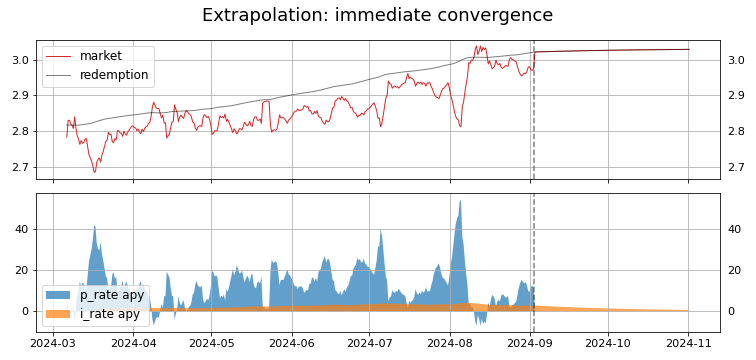 Extrapolation: immediate convergence
market
redemption
3.0
2.9
2.8
2.7
3.0
2.9
2.8
2.7
40
20
0
40
20
0
p_rate apy
i_rate apy
2024-03 2024-04 2024-05 2024-06 2024-07 2024-08 2024-09 2024-10 2024-11